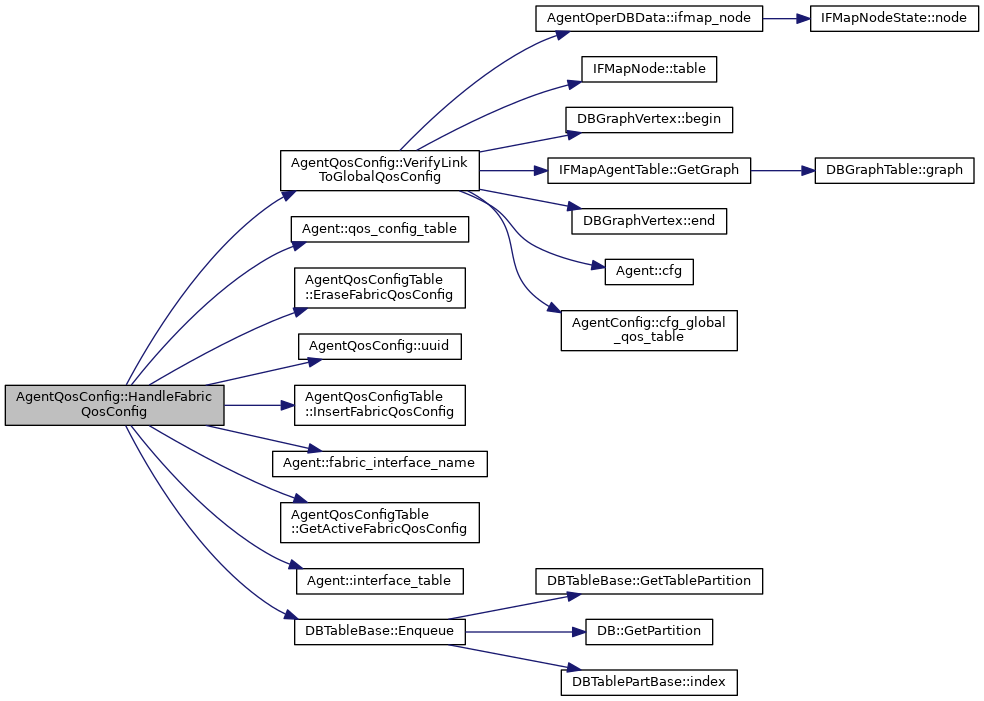 AgentOperDBData::ifmap_node
IFMapNodeState::node
IFMapNode::table
DBGraphVertex::begin
AgentQosConfig::VerifyLink
ToGlobalQosConfig
IFMapAgentTable::GetGraph
DBGraphTable::graph
DBGraphVertex::end
Agent::qos_config_table
Agent::cfg
AgentQosConfigTable
::EraseFabricQosConfig
AgentConfig::cfg_global
_qos_table
AgentQosConfig::uuid
AgentQosConfig::HandleFabric
QosConfig
AgentQosConfigTable
::InsertFabricQosConfig
Agent::fabric_interface_name
AgentQosConfigTable
::GetActiveFabricQosConfig
Agent::interface_table
DBTableBase::GetTablePartition
DBTableBase::Enqueue
DB::GetPartition
DBTablePartBase::index